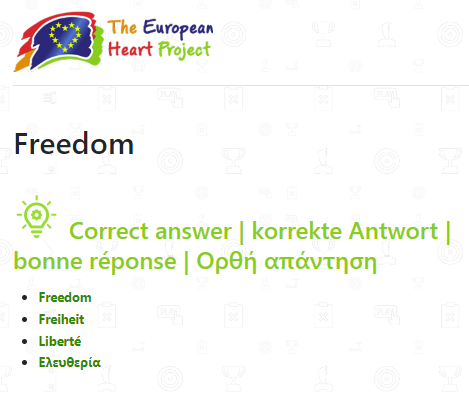 The European
Heart Project
Freedom
Correct answer | korrekte Antwort |
bonne réponse | Ορθή απάντηση
Freedom
Freiheit
Liberté
Ελευθερία